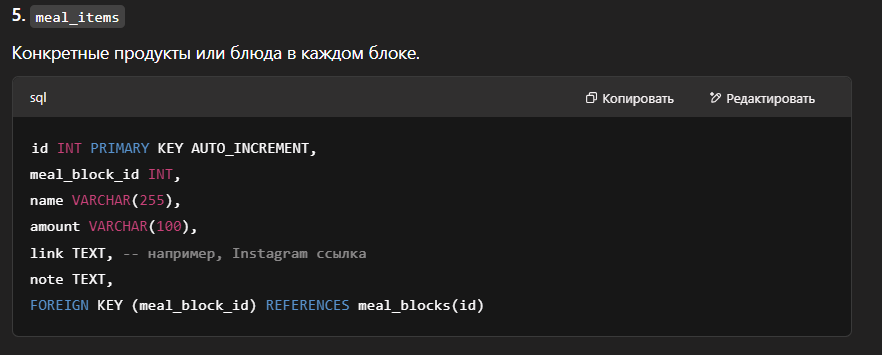 5. meal_items
Конкретные продукты или блюда в каждом блоке.
sql
Копировать
Редактировать
id INT PRIMARY KEY AUTO_INCREMENT,
meal_block_id INT,
name VARCHAR(255),
amount VARCHAR(100),
link TEXT, -- например, Instagram ссылка
note TEXT,
FOREIGN KEY (meal_block_id) REFERENCES meal_blocks(id)